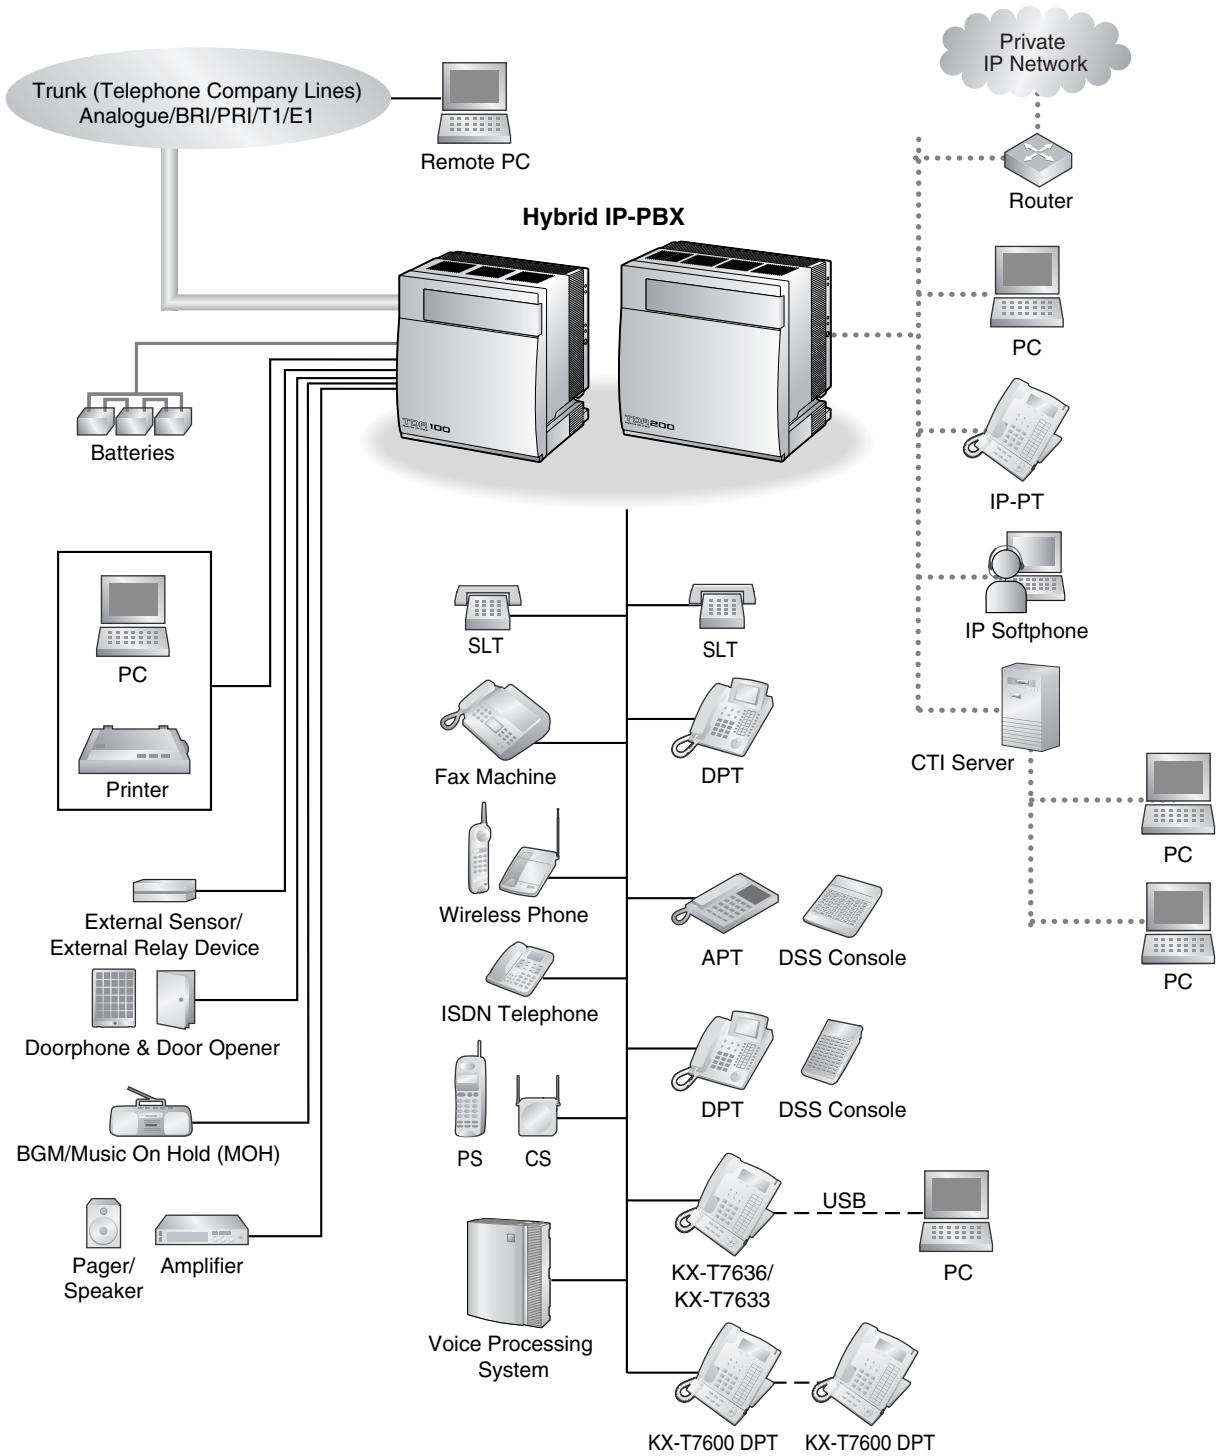 Private
IP Network
Trunk (Telephone Company Lines)
Analogue/BRI/PRI/T1/E1
Remote PC
Router
Hybrid IP-PBX
TDA100
TDA200
PC
Batteries
IP-PT
PC
Printer
SLT
SLT
IP Softphone
Fax Machine
DPT
CTI Server
PC
External Sensor/
External Relay Device
Wireless Phone
APT
DSS Console
PC
Doorphone & Door Opener
ISDN Telephone
BGM/Music On Hold (MOH)
PS
CS
DPT
DSS Console
Pager/
Speaker
Amplifier
USB
KX-T7636/
KX-T7633
PC
Voice Processing
System
KX-T7600 DPT
KX-T7600 DPT